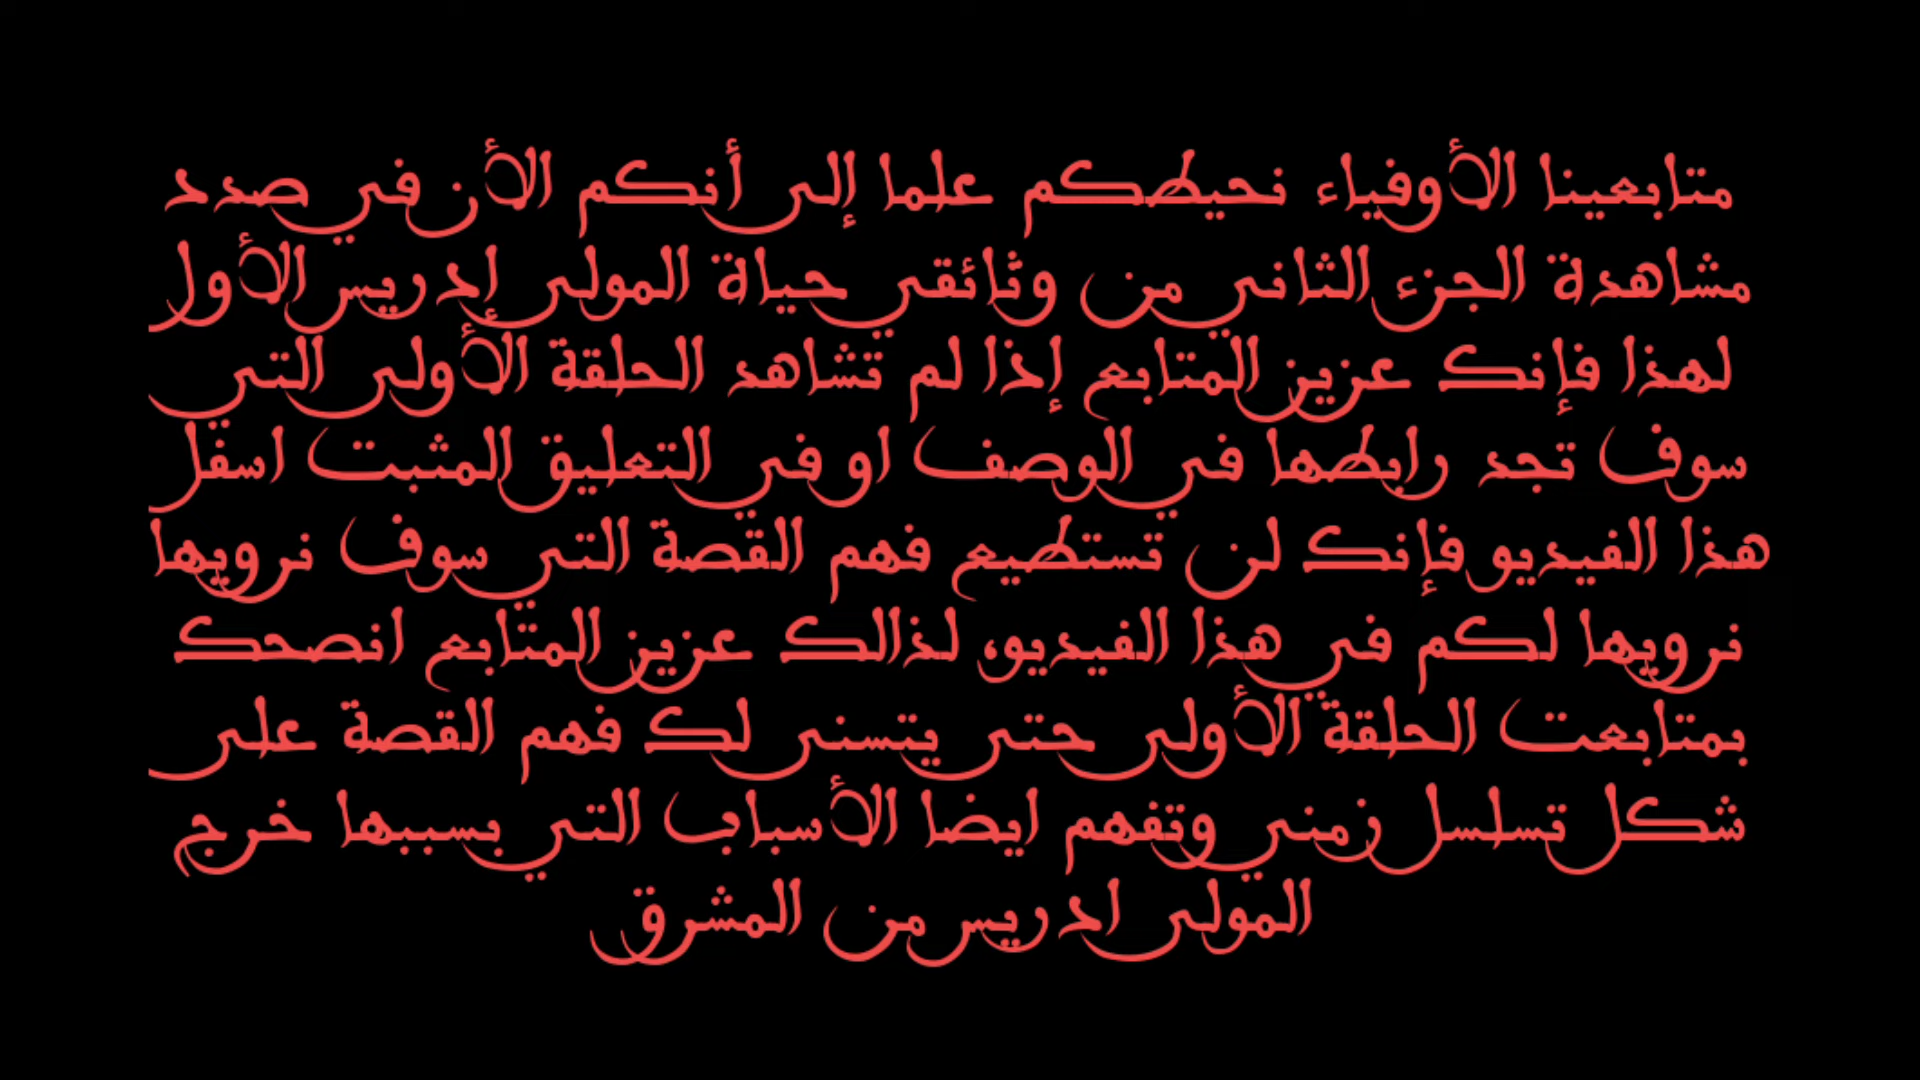 متابعينا الأوفياء نحيطكم علما إلى أنكم الأن في صدد
مشاهدة الجزء الثاني من وثائقي حياة المولى إدريس الأول
لهذا فإنك عزيز المتابع إذا لم تشاهد الحلقة الأولى التي
سوف تجد رابطها في الوصف او في التعليق المثبت اسفل
هذا الفيديو فإنك لن تستطيع فهم القصة التي سوف نرويها
نرويها لكم في هذا الفيديو، لذالك عزيز المتابع انصحك
بمتابعت الحلقة الأولى حتى يتسنى لك فهم القصة على
شكل تسلسل زمني وتفهم ايضا الأسباب التي بسببها خرج
المولى ادريس من المشرق